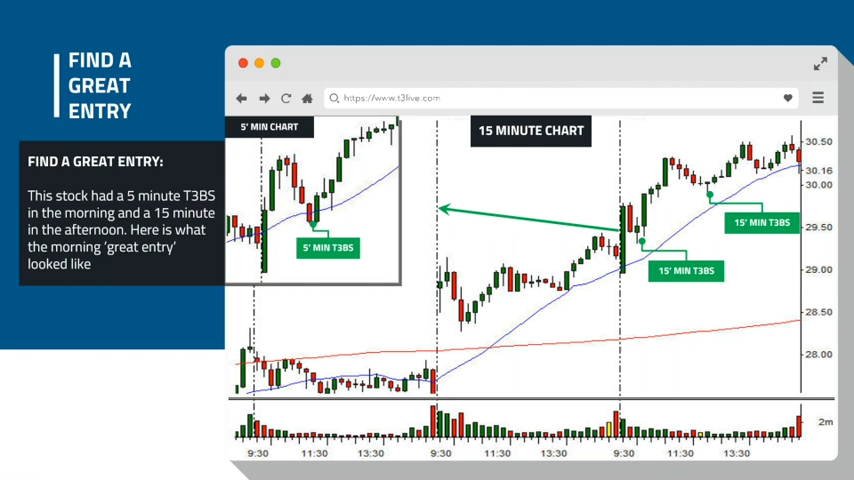 FIND A
GREAT
ENTRY
FIND A GREAT ENTRY:
This stock had a 5 minute T3BS
in the morning and a 15 minute
in the afternoon. Here is what
the morning ‘great entry’
looked like
https://www.t3live.com
5’ MIN CHART
15 MINUTE CHART
5’ MIN T3BS
15’ MIN T3BS
15’ MIN T3BS
30.50
30.16
30.00
29.50
29.00
28.50
28.00
2m
9:30 11:30 13:30 9:30 11:30 13:30 9:30 11:30 13:30